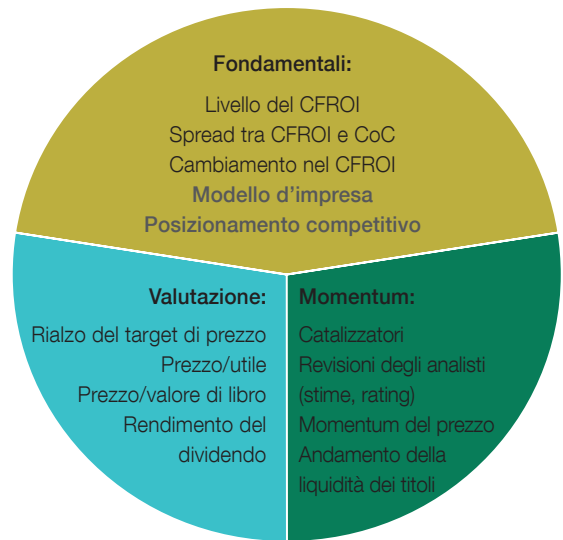 Fondamentali:
Livello del CFROI
Spread tra CFROI e CoC
Cambiamento nel CFROI
Modello d'impresa
Posizionamento competitivo
Valutazione:
Rialzo del target di prezzo
Prezzo/utile
Prezzo/valore di libro
Rendimento del
dividendo
Momentum:
Catalizzatori
Revisioni degli analisti
(stime, rating)
Momentum del prezzo
Andamento della
liquidità dei titoli